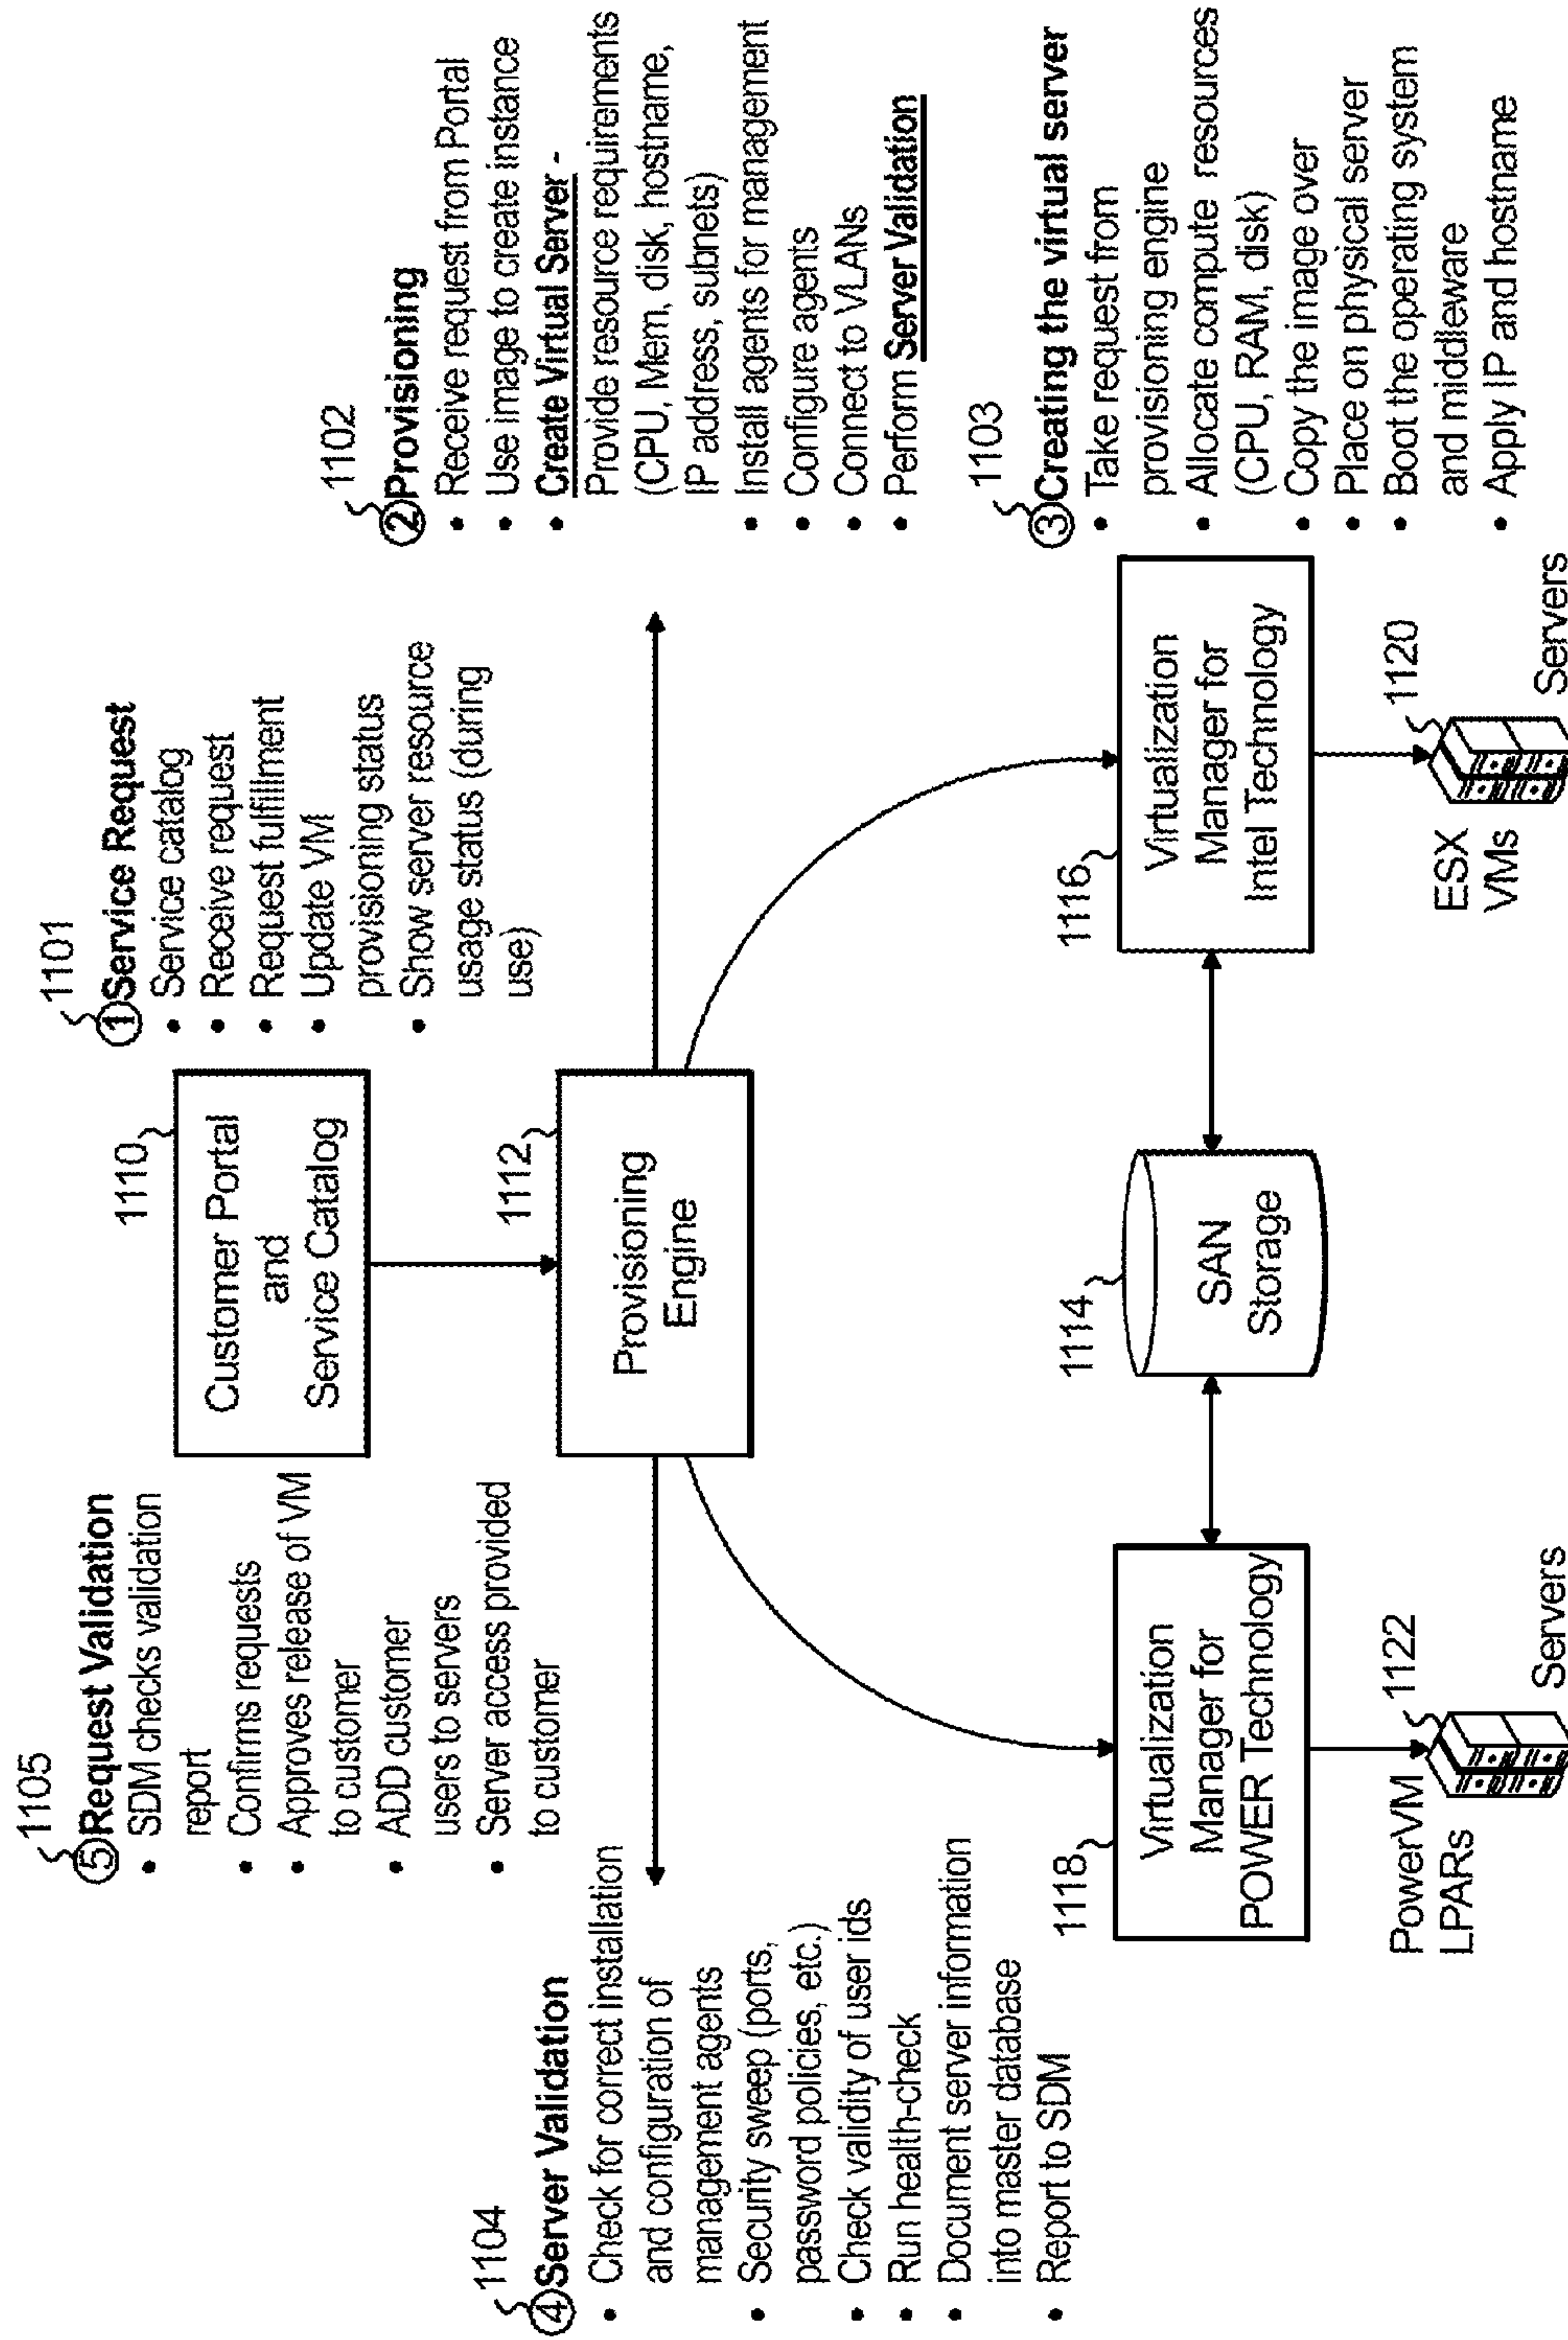 1105
⑤Request Validation
• SDM checks validation
report
• Confirms requests
• Approves release of VM
to customer
• ADD customer
users to servers
• Server access provided
to customer
1110
Customer Portal
and
Service Catalog
1101
①Service Request
• Service catalog
• Receive request
• Request fulfillment
• Update VM
provisioning status
• Show server resource
usage status (during
use)
1104
④Server Validation
• Check for correct installation
and configuration of
management agents
• Security sweep (ports,
password policies, etc.)
• Check validity of user ids
• Run health-check
• Document server information
into master database
• Report to SDM
1112
Provisioning
Engine
1102
②Provisioning
• Receive request from Portal
• Use image to create instance
• Create Virtual Server -
Provide resource requirements
(CPU, Mem, disk, hostname,
IP address, subnets)
• Install agents for management
• Configure agents
• Connect to VLANs
• Perform Server Validation
1118
Virtualization
Manager for
POWER Technology
1114
SAN
Storage
1116
Virtualization
Manager for
Intel Technology
1103
③Creating the virtual server
• Take request from
provisioning engine
• Allocate compute resources
(CPU, RAM, disk)
• Copy the image over
• Place on physical server
• Boot the operating system
and middleware
• Apply IP and hostname
PowerVM
LPARs
1122
Servers
ESX
VMs
1120
Servers